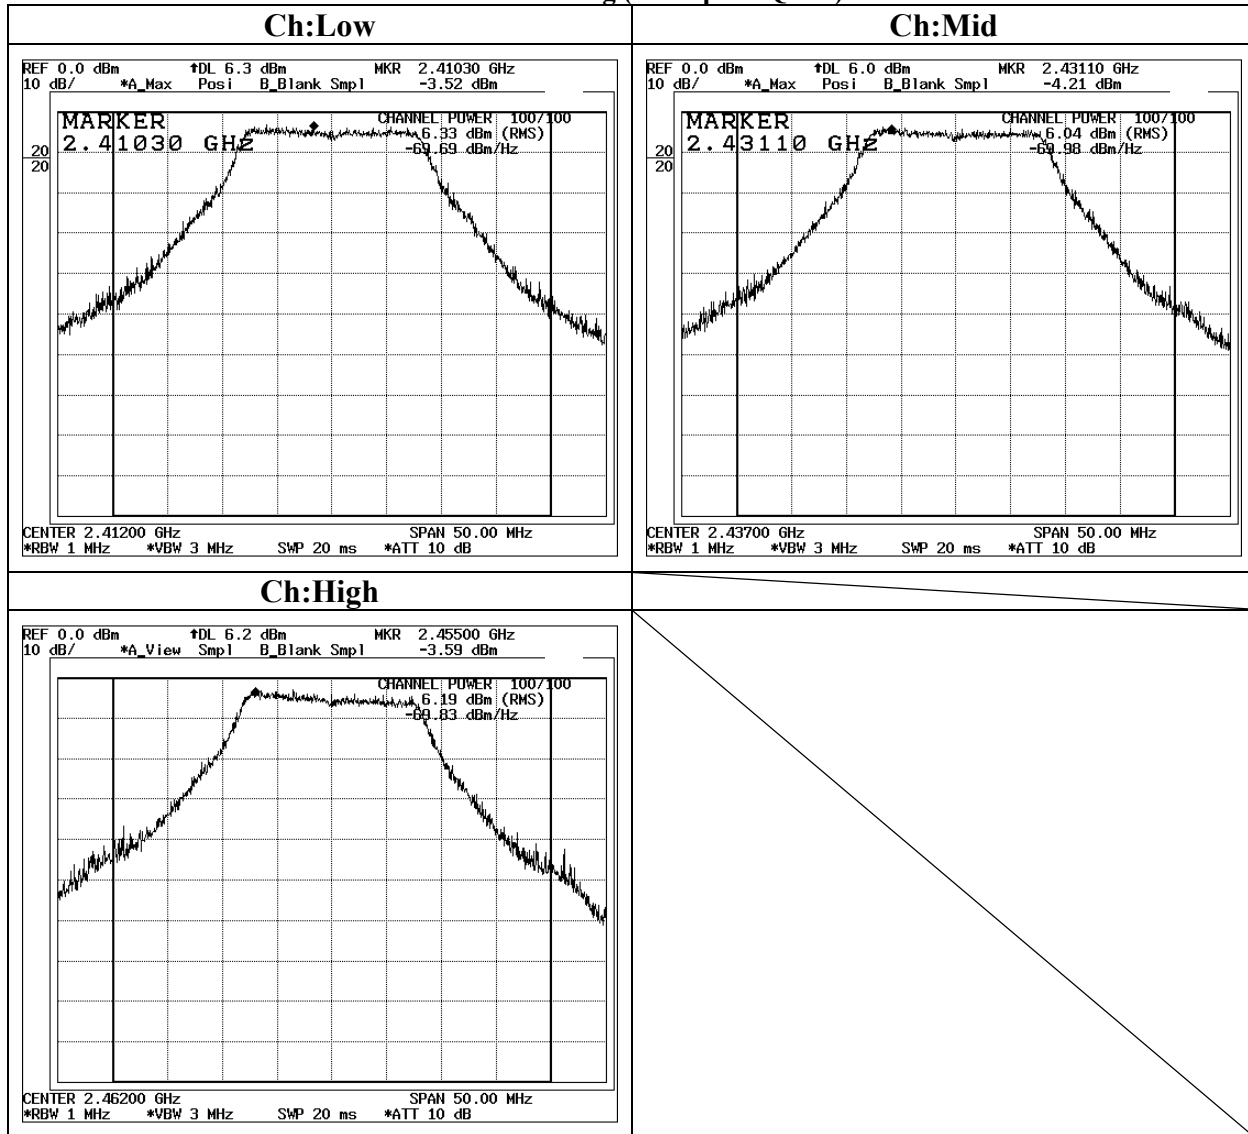 Ch:Low
Ch:Mid
REF 0.0 dBm ↑DL 6.3 dBm MKR 2.41030 GHz
10 dB/ *A_Max Posi B_Blank Smpl -3.52 dBm
MARKER
2.41030 GHz
CHANNEL POWER 100/100
6.33 dBm (RMS)
-69.69 dBm/Hz
20
20
CENTER 2.41200 GHz SPAN 50.00 MHz
*RBW 1 MHz *VBW 3 MHz SWP 20 ms *ATT 10 dB
REF 0.0 dBm ↑DL 6.0 dBm MKR 2.43110 GHz
10 dB/ *A_Max Posi B_Blank Smpl -4.21 dBm
MARKER
2.43110 GHz
CHANNEL POWER 100/100
6.04 dBm (RMS)
-69.98 dBm/Hz
20
20
CENTER 2.43700 GHz SPAN 50.00 MHz
*RBW 1 MHz *VBW 3 MHz SWP 20 ms *ATT 10 dB
Ch:High
REF 0.0 dBm ↑DL 6.2 dBm MKR 2.45500 GHz
10 dB/ *A_View Smpl B_Blank Smpl -3.59 dBm
CHANNEL POWER 100/100
6.19 dBm (RMS)
-69.83 dBm/Hz
CENTER 2.46200 GHz SPAN 50.00 MHz
*RBW 1 MHz *VBW 3 MHz SWP 20 ms *ATT 10 dB